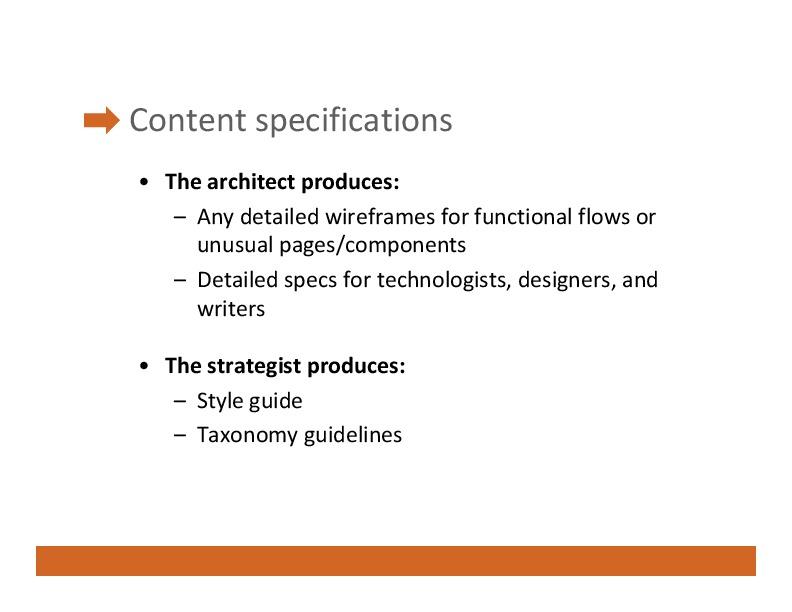 Content specifications
• The architect produces:
– Any detailed wireframes for functional flows or
unusual pages/components
– Detailed specs for technologists, designers, and
writers
• The strategist produces:
– Style guide
– Taxonomy guidelines